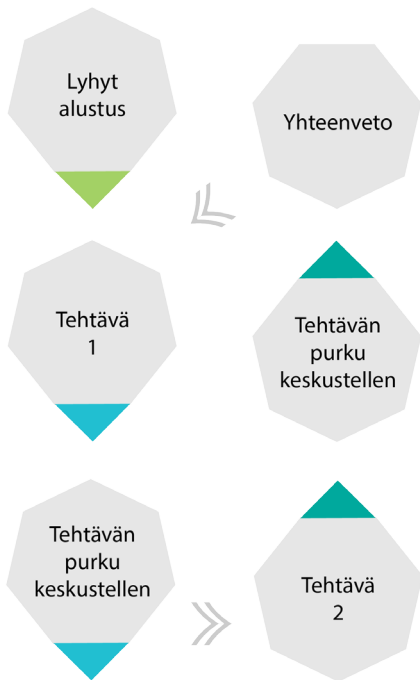 Lyhyt
alustus
Tehtävä
1
Tehtävän
purku
keskustellen
Tehtävä
2
Tehtävän
purku
keskustellen
Yhteenveto